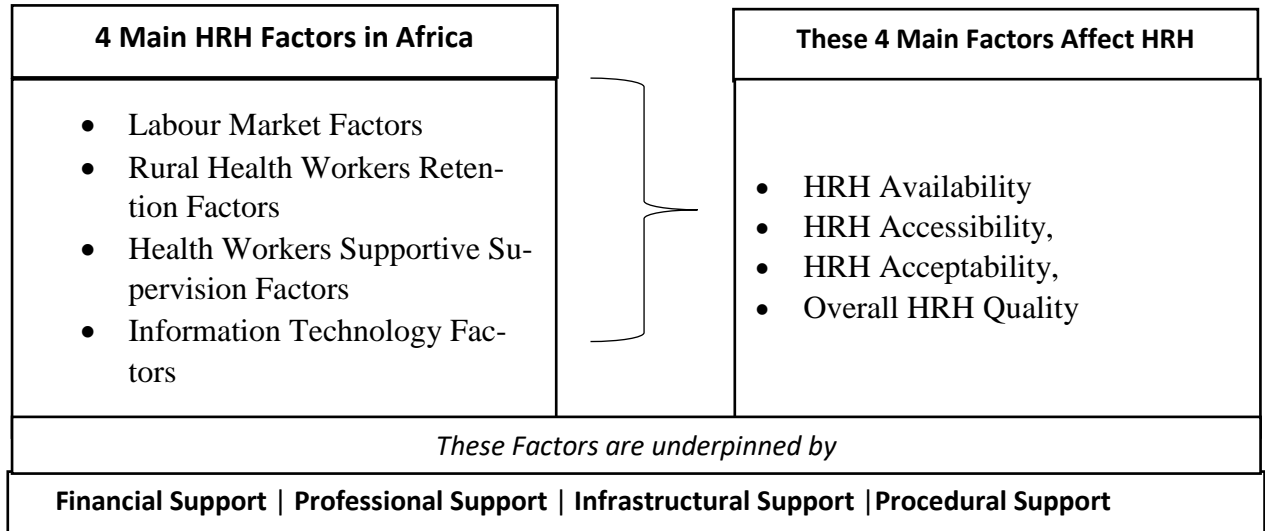 4 Main HRH Factors in Africa
• Labour Market Factors
• Rural Health Workers Reten-
tion Factors
• Health Workers Supportive Su-
pervision Factors
• Information Technology Fac-
tors
These 4 Main Factors Affect HRH
• HRH Availability
• HRH Accessibility,
• HRH Acceptability,
• Overall HRH Quality
These Factors are underpinned by
Financial Support | Professional Support | Infrastructural Support |Procedural Support